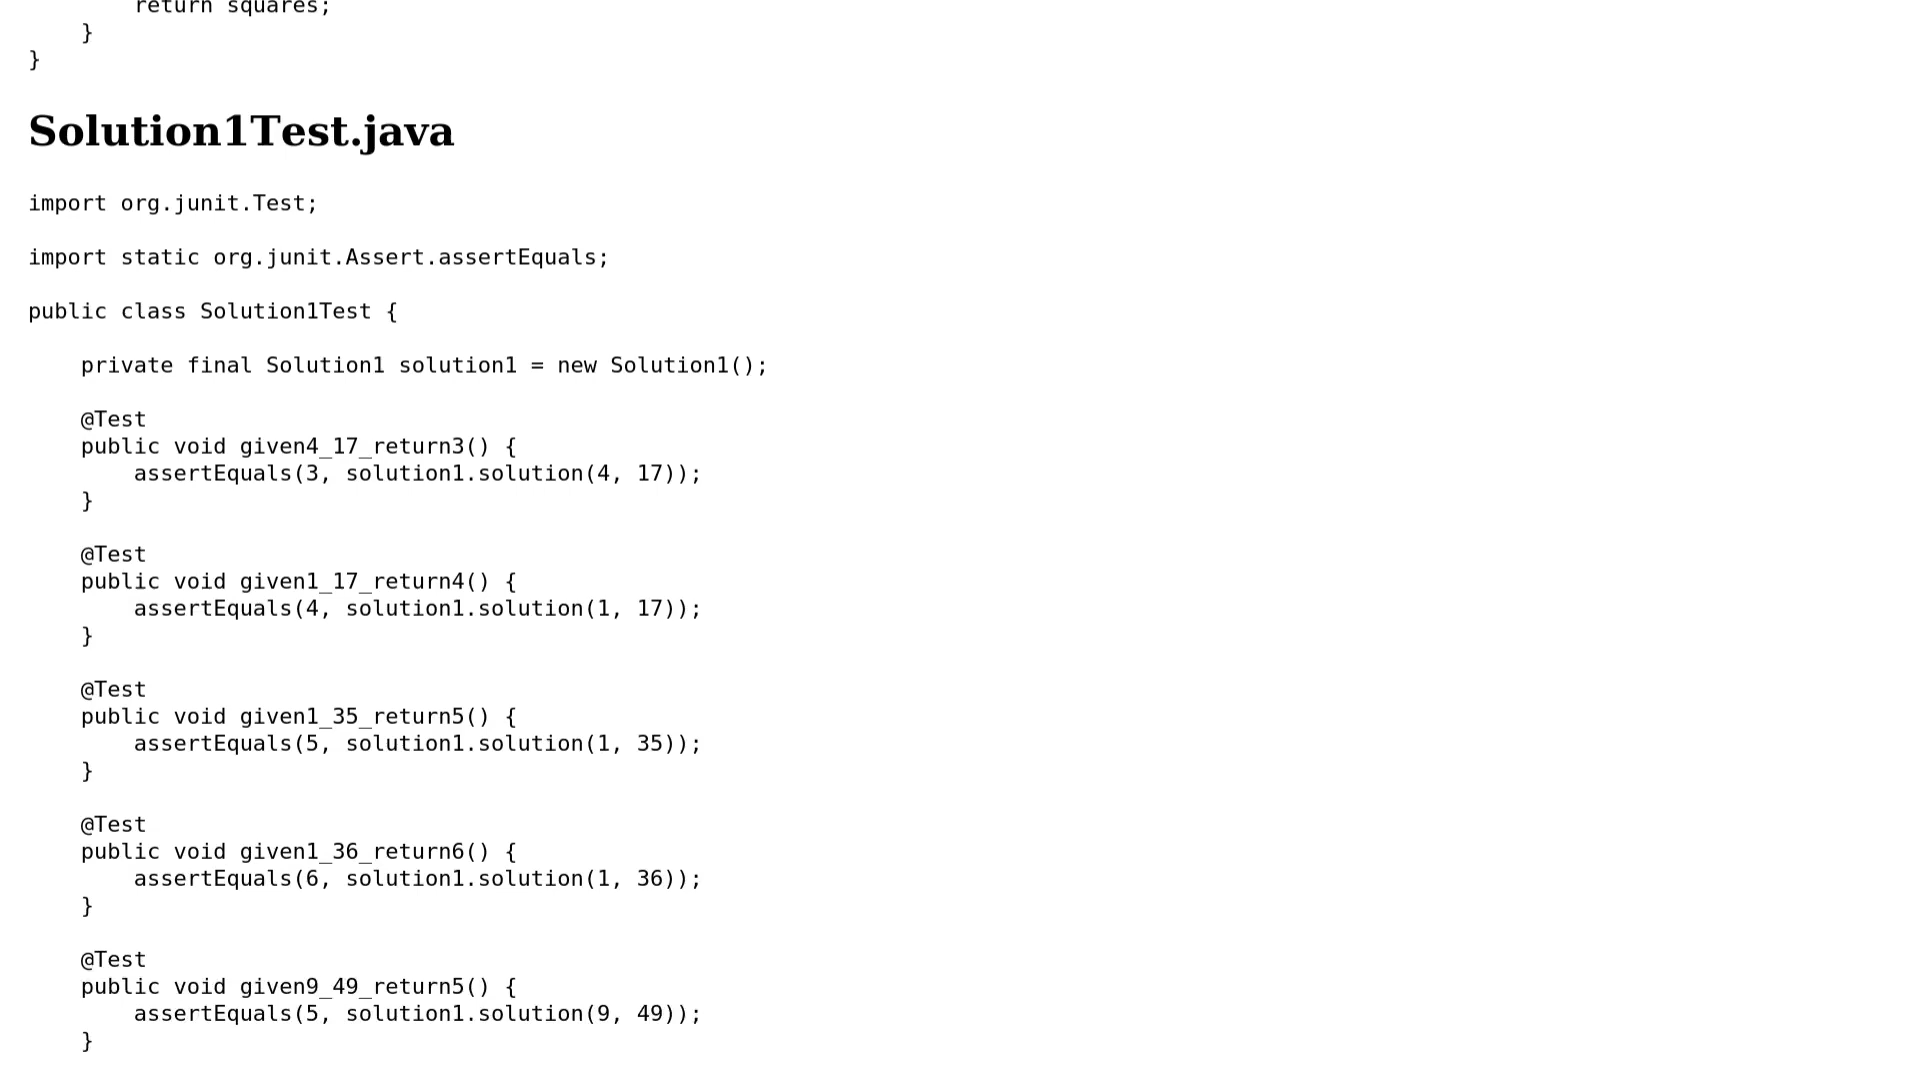 return squares;
    }
}
Solution1Test.java
import org.junit.Test;
import static org.junit.Assert.assertEquals;
public class Solution1Test {
    private final Solution1 solution1 = new Solution1();
    @Test
    public void given4_17_return3() {
        assertEquals(3, solution1.solution(4, 17));
    }
    @Test
    public void given1_17_return4() {
        assertEquals(4, solution1.solution(1, 17));
    }
    @Test
    public void given1_35_return5() {
        assertEquals(5, solution1.solution(1, 35));
    }
    @Test
    public void given1_36_return6() {
        assertEquals(6, solution1.solution(1, 36));
    }
    @Test
    public void given9_49_return5() {
        assertEquals(5, solution1.solution(9, 49));
    }